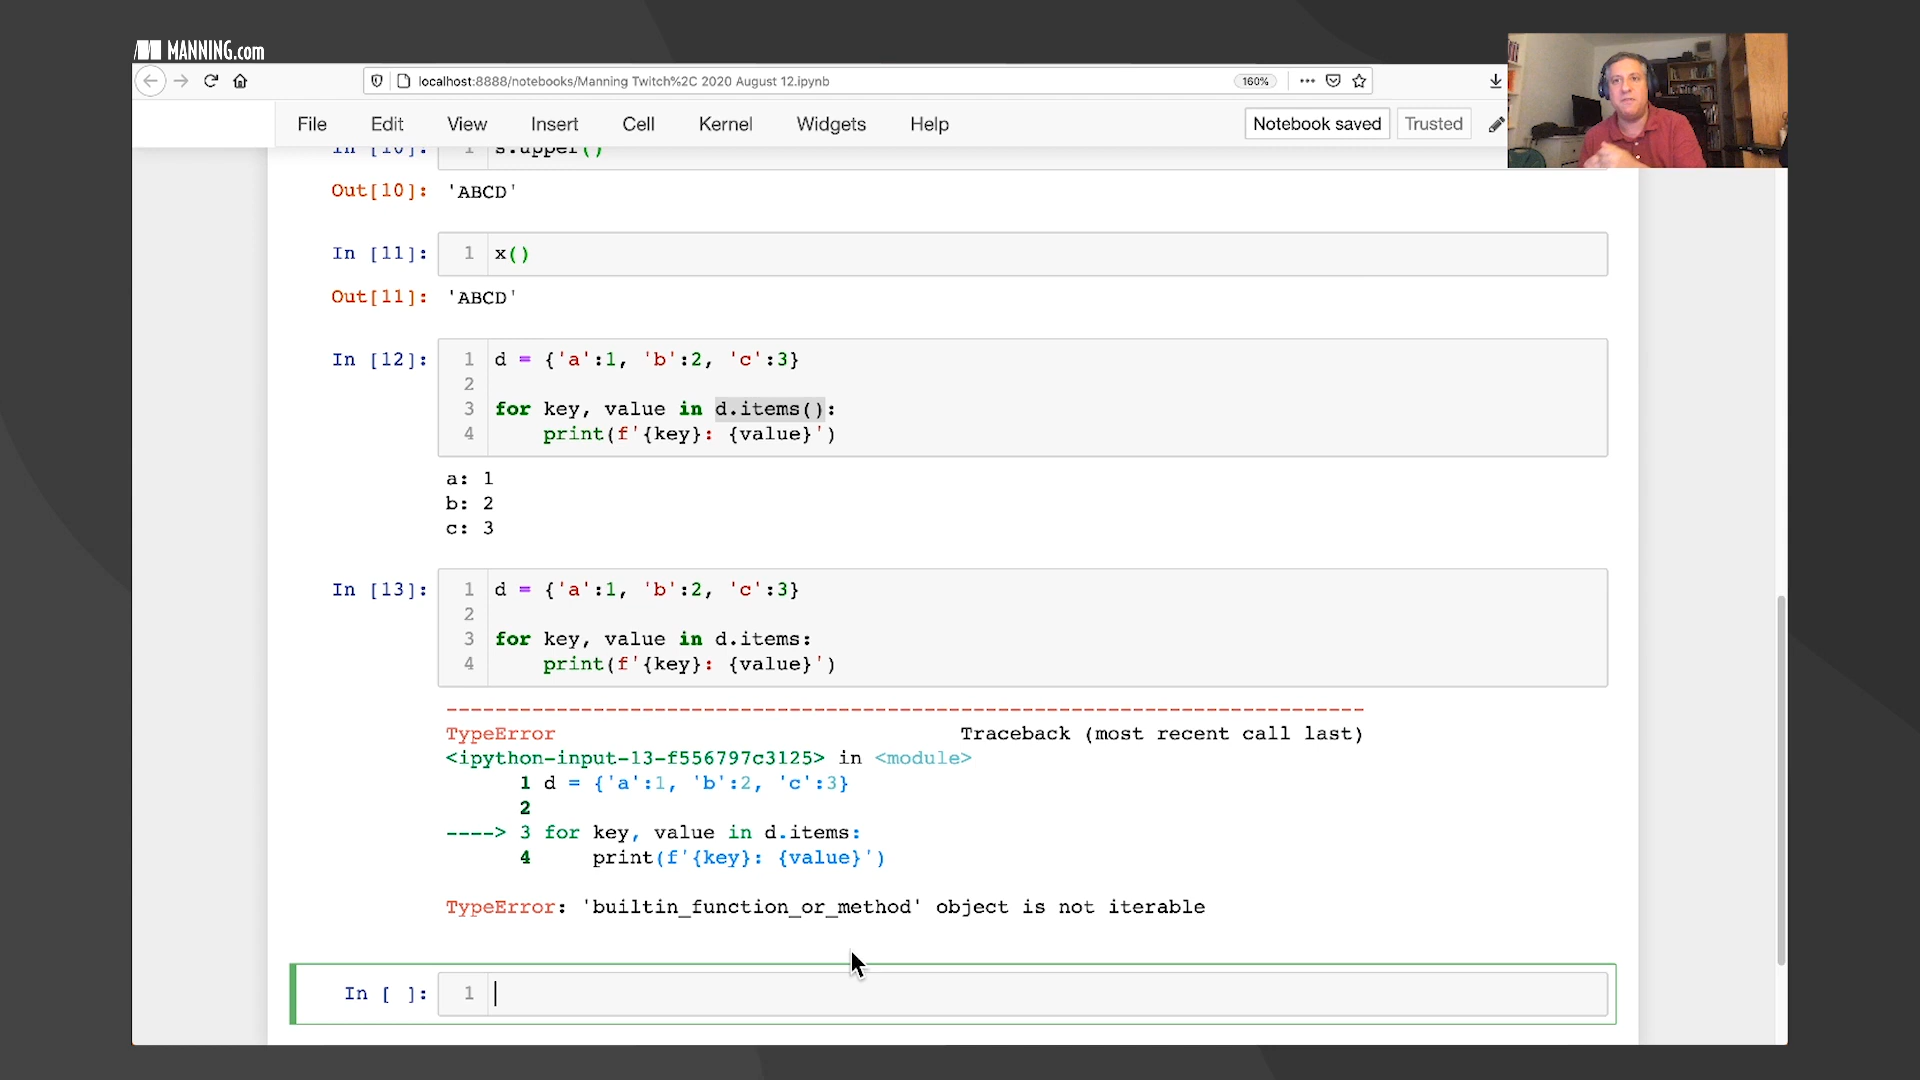 MANNING.com
localhost:8888/notebooks/Manning Twitch%2C 2020 August 12.ipynb
160%
File Edit View Insert Cell Kernel Widgets Help
Notebook saved
Trusted
In [10]: 1 s.upper()
Out[10]: 'ABCD'
In [11]: 1 x()
Out[11]: 'ABCD'
In [12]: 1 d = {'a':1, 'b':2, 'c':3}
2
3 for key, value in d.items():
4 print(f'{key}: {value}')
a: 1
b: 2
c: 3
In [13]: 1 d = {'a':1, 'b':2, 'c':3}
2
3 for key, value in d.items:
4 print(f'{key}: {value}')
---------------------------------------------------------------------------
TypeError Traceback (most recent call last)
<ipython-input-13-f556797c3125> in <module>
1 d = {'a':1, 'b':2, 'c':3}
2
----> 3 for key, value in d.items:
4 print(f'{key}: {value}')
TypeError: 'builtin_function_or_method' object is not iterable
In [ ]: 1